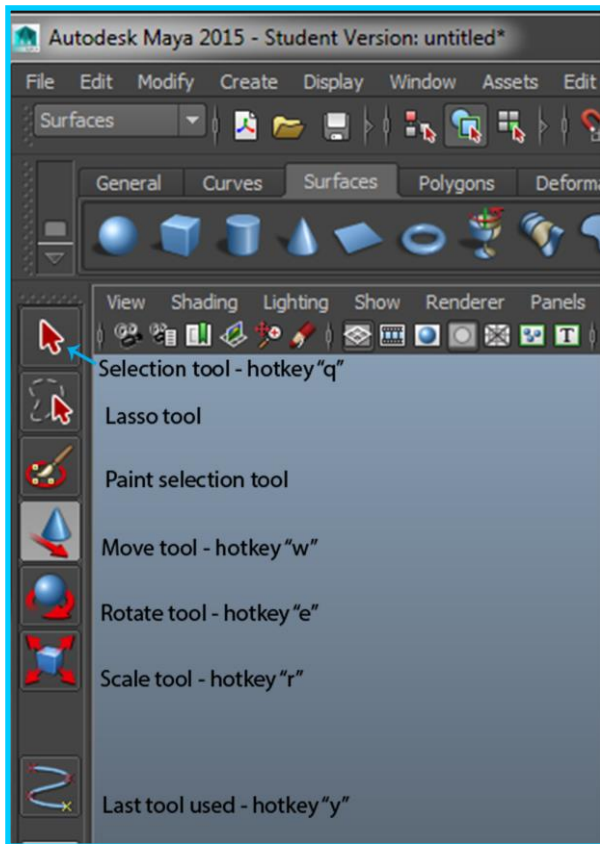 Autodesk Maya 2015 - Student Version: untitled*
File Edit Modify Create Display Window Assets Edit
Surfaces
General Curves Surfaces Polygons Deforma
View Shading Lighting Show Renderer Panels
T
Selection tool - hotkey "q"
Lasso tool
Paint selection tool
Move tool - hotkey "w"
Rotate tool - hotkey "e"
Scale tool - hotkey "r"
Last tool used - hotkey "y"